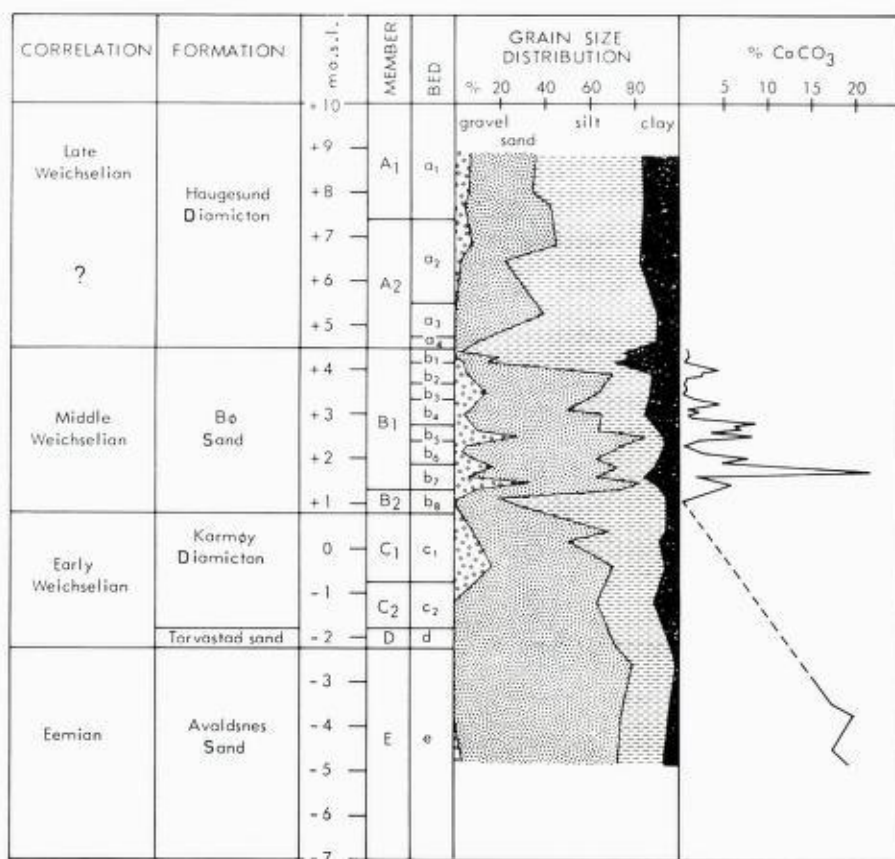 CORRELATION
FORMATION
m a.s.l.
MEMBER
BED
GRAIN SIZE
DISTRIBUTION
% 20 40 60 80
gravel sand silt clay
% CaCO3
5 10 15 20
+10
+9
+8
+7
+6
+5
+4
+3
+2
+1
0
-1
-2
-3
-4
-5
-6
-7
Late
Weichselian
?
Haugesund
Diamicton
A1
A2
a1
a2
a3
a4
Middle
Weichselian
Bø
Sand
B1
B2
b1
b2
b3
b4
b5
b6
b7
b8
Early
Weichselian
Karmøy
Diamicton
C1
C2
c1
c2
Torvastad sand
D
d
Eemian
Avaldsnes
Sand
E
e